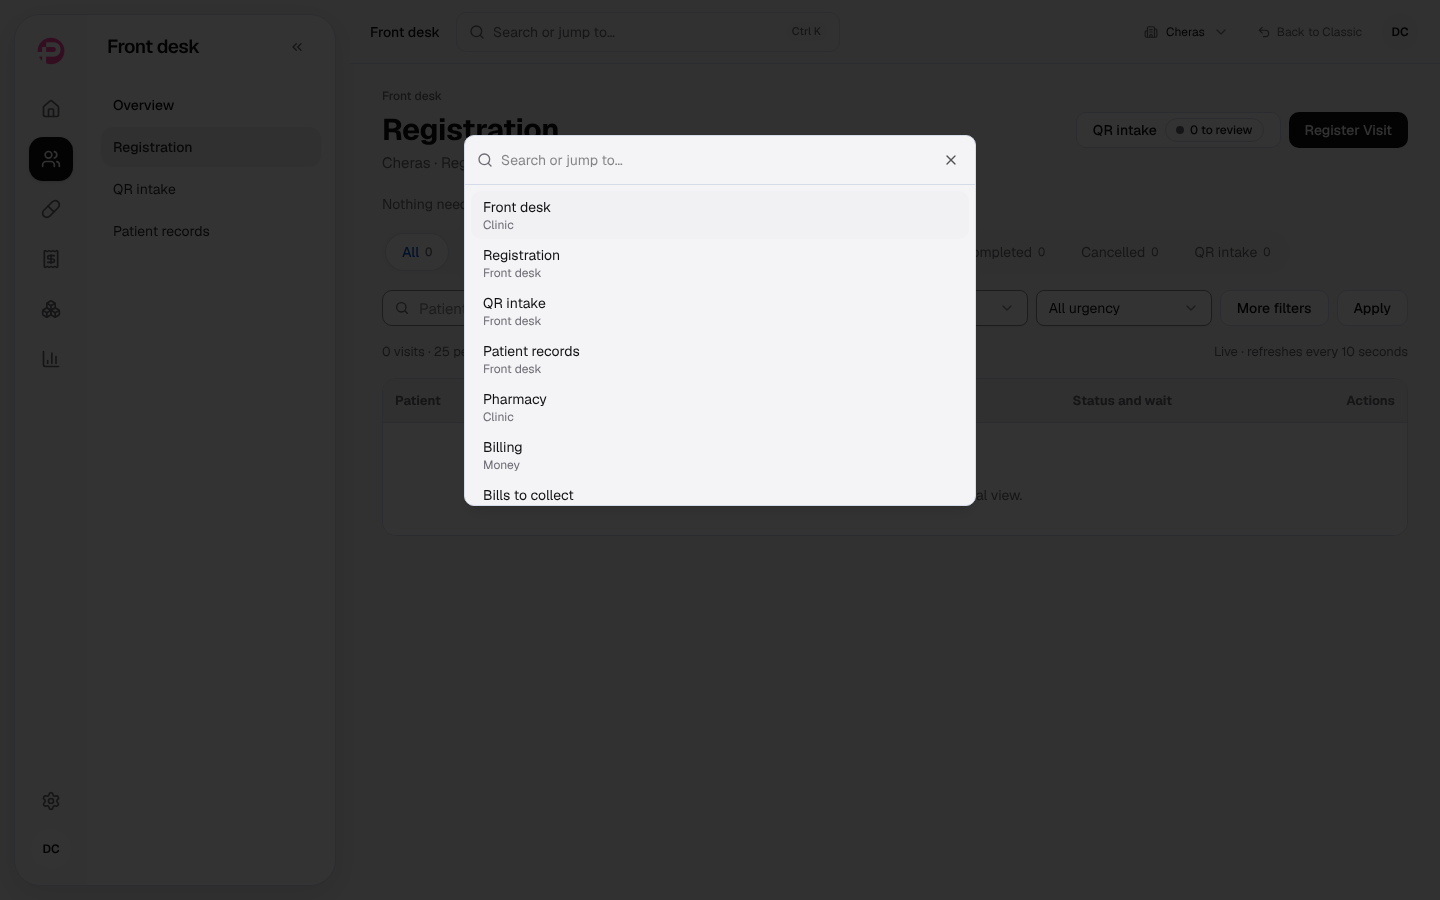 Front desk
Overview
Registration
QR intake
Patient records
DC
Front desk
Search or jump to...
Ctrl K
Cheras
Back to Classic
DC
Front desk
Registration
Cheras · Reg
QR intake
0 to review
Register Visit
Nothing need
All 0
Completed 0
Cancelled 0
QR intake 0
Patien
All urgency
More filters
Apply
0 visits · 25 pe
Live · refreshes every 10 seconds
Patient
Status and wait
Actions
al view.
Search or jump to...
Front desk
Clinic
Registration
Front desk
QR intake
Front desk
Patient records
Front desk
Pharmacy
Clinic
Billing
Money
Bills to collect